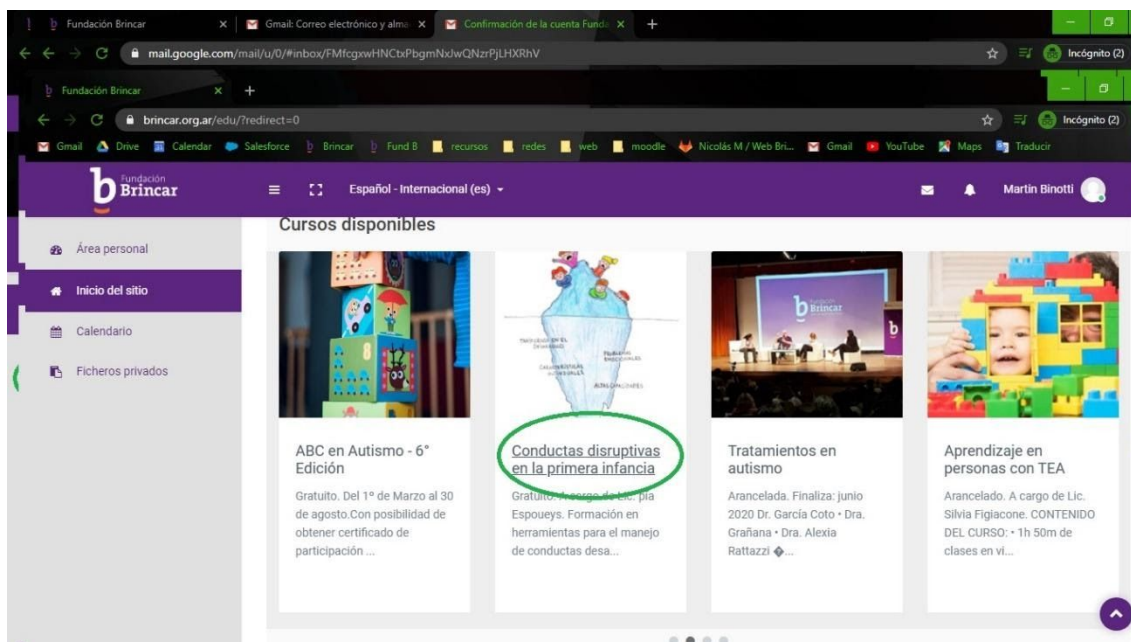 Fundación Brincar
Gmail: Correo electrónico y alma
Confirmación de la cuenta Funda
mail.google.com/mail/u/0/#inbox/FMfcgxwHNCtxPbgmNxJwQNzrPjLHXRhV
Incógnito (2)
Fundación Brincar
brincar.org.ar/edu/?redirect=0
Incógnito (2)
Gmail Drive Calendar Salesforce Brincar Fund B recursos redes web moodle Nicolás M / Web Bri... Gmail YouTube Maps Traducir
Fundación
Brincar
Español - Internacional (es)
Martin Binotti
Área personal
Inicio del sitio
Calendario
Ficheros privados
Cursos disponibles
ABC en Autismo - 6°
Edición
Gratuito. Del 1º de Marzo al 30
de agosto.Con posibilidad de
obtener certificado de
participación ...
Conductas disruptivas
en la primera infancia
Gratuito. A cargo de Lic. pia
Espoueys. Formación en
herramientas para el manejo
de conductas desa...
Fundación
Brincar
Tratamientos en
autismo
Arancelada. Finaliza: junio
2020 Dr. García Coto • Dra.
Grañana • Dra. Alexia
Rattazzi �...
Aprendizaje en
personas con TEA
Arancelado. A cargo de Lic.
Silvia Figiacone. CONTENIDO
DEL CURSO: • 1h 50m de
clases en vi...